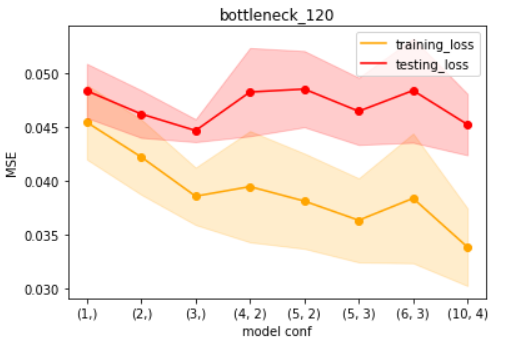 bottleneck_120
training_loss
testing_loss
MSE
0.050
0.045
0.040
0.035
0.030
(1,) (2,) (3,) (4, 2) (5, 2) (5, 3) (6, 3) (10, 4)
model conf